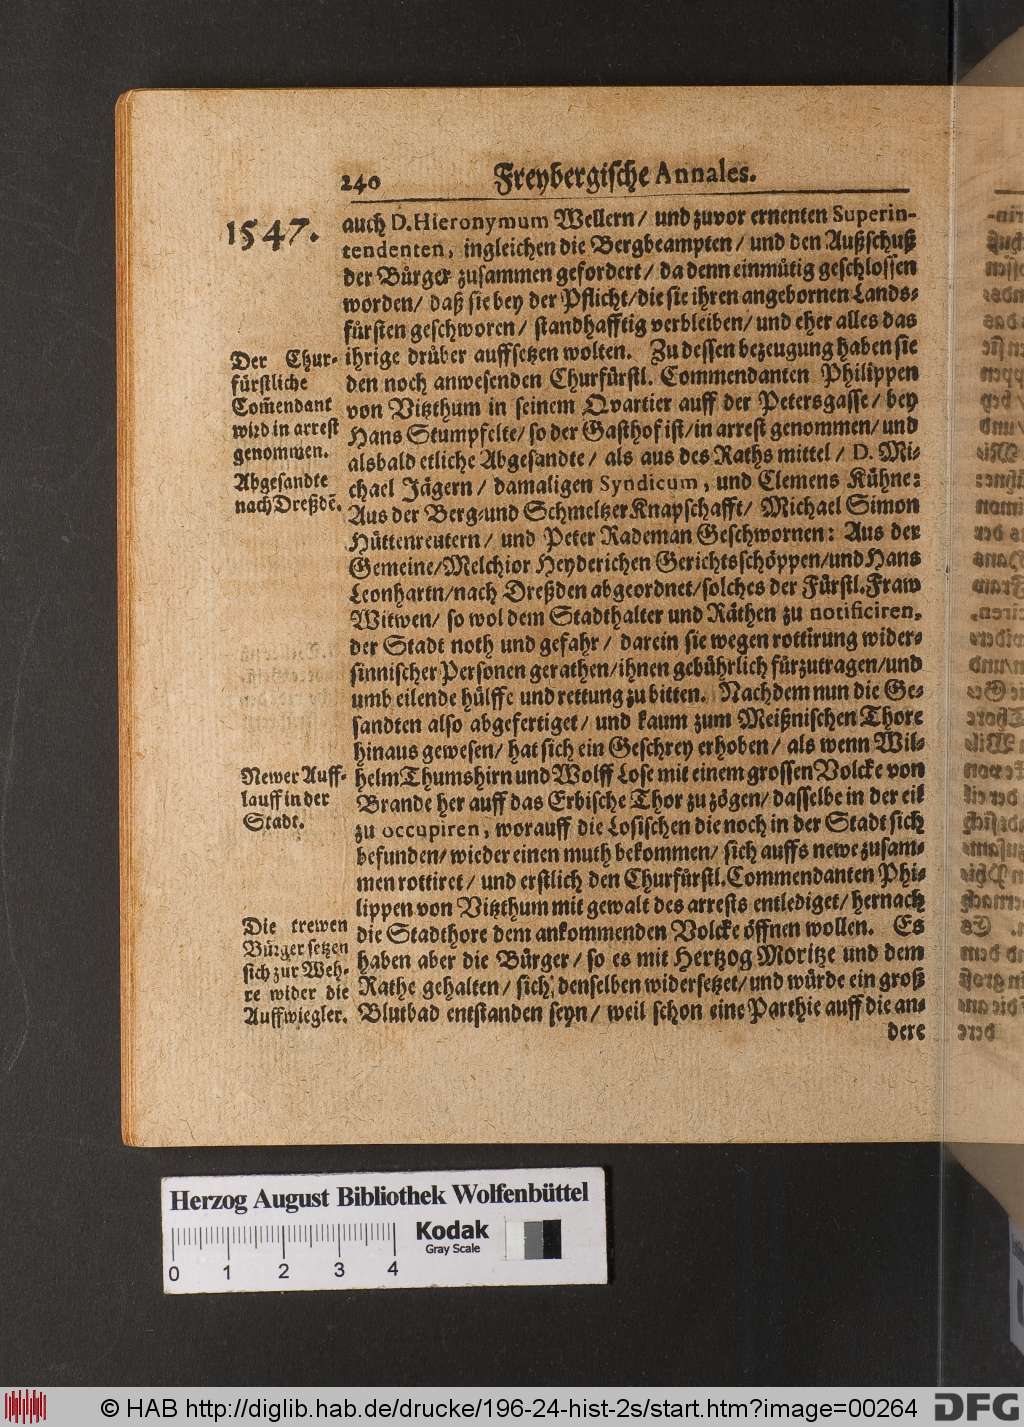 240 Freybergische Annales.
1547.
auch D. Hieronymum Wellern / und zuvor ernenten Superin-
tendenten, ingleichen die Bergbeampten / und den Außschuß
der Bürger zusammen gefordert / da denn einmütig geschlossen
worden / daß sie bey der Pflicht / die sie ihren angebornen Lands-
fürsten geschworen / standhafftig verbleiben / und eher alles das
ihrige drüber auffsetzen wolten. Zu dessen bezeugung haben sie
den noch anwesenden Churfürstl. Commendanten Philippen
von Vitzthum in seinem Qvartier auff der Petersgasse / bey
Hans Stumpfelte / so der Gasthof ist / in arrest genommen / und
alsbald etliche Abgesandte / als aus des Raths mittel / D. Mi-
chael Jägern / damaligen Syndicum, und Clemens Kühne:
Aus der Berg- und Schmeltzer Knapschafft / Michael Simon
Hüttenreutern / und Peter Rademan Geschwornen: Aus der
Gemeine / Melchior Heyderichen Gerichtsschöppen / und Hans
Leonhartn / nach Dreßden abgeordnet / solches der Fürstl. Fraw
Witwen / so wol dem Stadthalter und Räthen zu notificiren,
der Stadt noth und gefahr / darein sie wegen rottirung wider-
sinnischer Personen gerathen / ihnen gebührlich fürzutragen / und
umb eilende hülffe und rettung zu bitten. Nachdem nun die Ge-
sandten also abgefertiget / und kaum zum Meißnischen Thore
hinaus gewesen / hat sich ein Geschrey erhoben / als wenn Wil-
helm Thumshirn und Wolff Lose mit einem grossen Volcke von
Brande her auff das Erbische Thor zu zögen / dasselbe in der eil
zu occupiren, worauff die Losischen die noch in der Stadt sich
befunden / wieder einen muth bekommen / sich auffs newe zusam-
men rottiret / und erstlich den Churfürstl. Commendanten Phi-
lippen von Vitzthum mit gewalt des arrests entlediget / hernach
die Stadthore dem ankommenden Volcke öffnen wollen. Es
haben aber die Bürger / so es mit Hertzog Moritze und dem
Rathe gehalten / sich denselben widersetzet / und würde ein groß
Blutbad entstanden seyn / weil schon eine Parthie auff die an-
dere
Der Chur-
fürstliche
Com̃endant
wird in arrest
genommen.
Abgesandte
nach Dreßdē.
Newer Auff-
lauff in der
Stadt.
Die trewen
Bürger setzen
sich zur Weh-
re wider die
Auffwiegler.
Herzog August Bibliothek Wolfenbüttel
Kodak
Gray Scale
0 1 2 3 4
© HAB http://diglib.hab.de/drucke/196-24-hist-2s/start.htm?image=00264
DFG